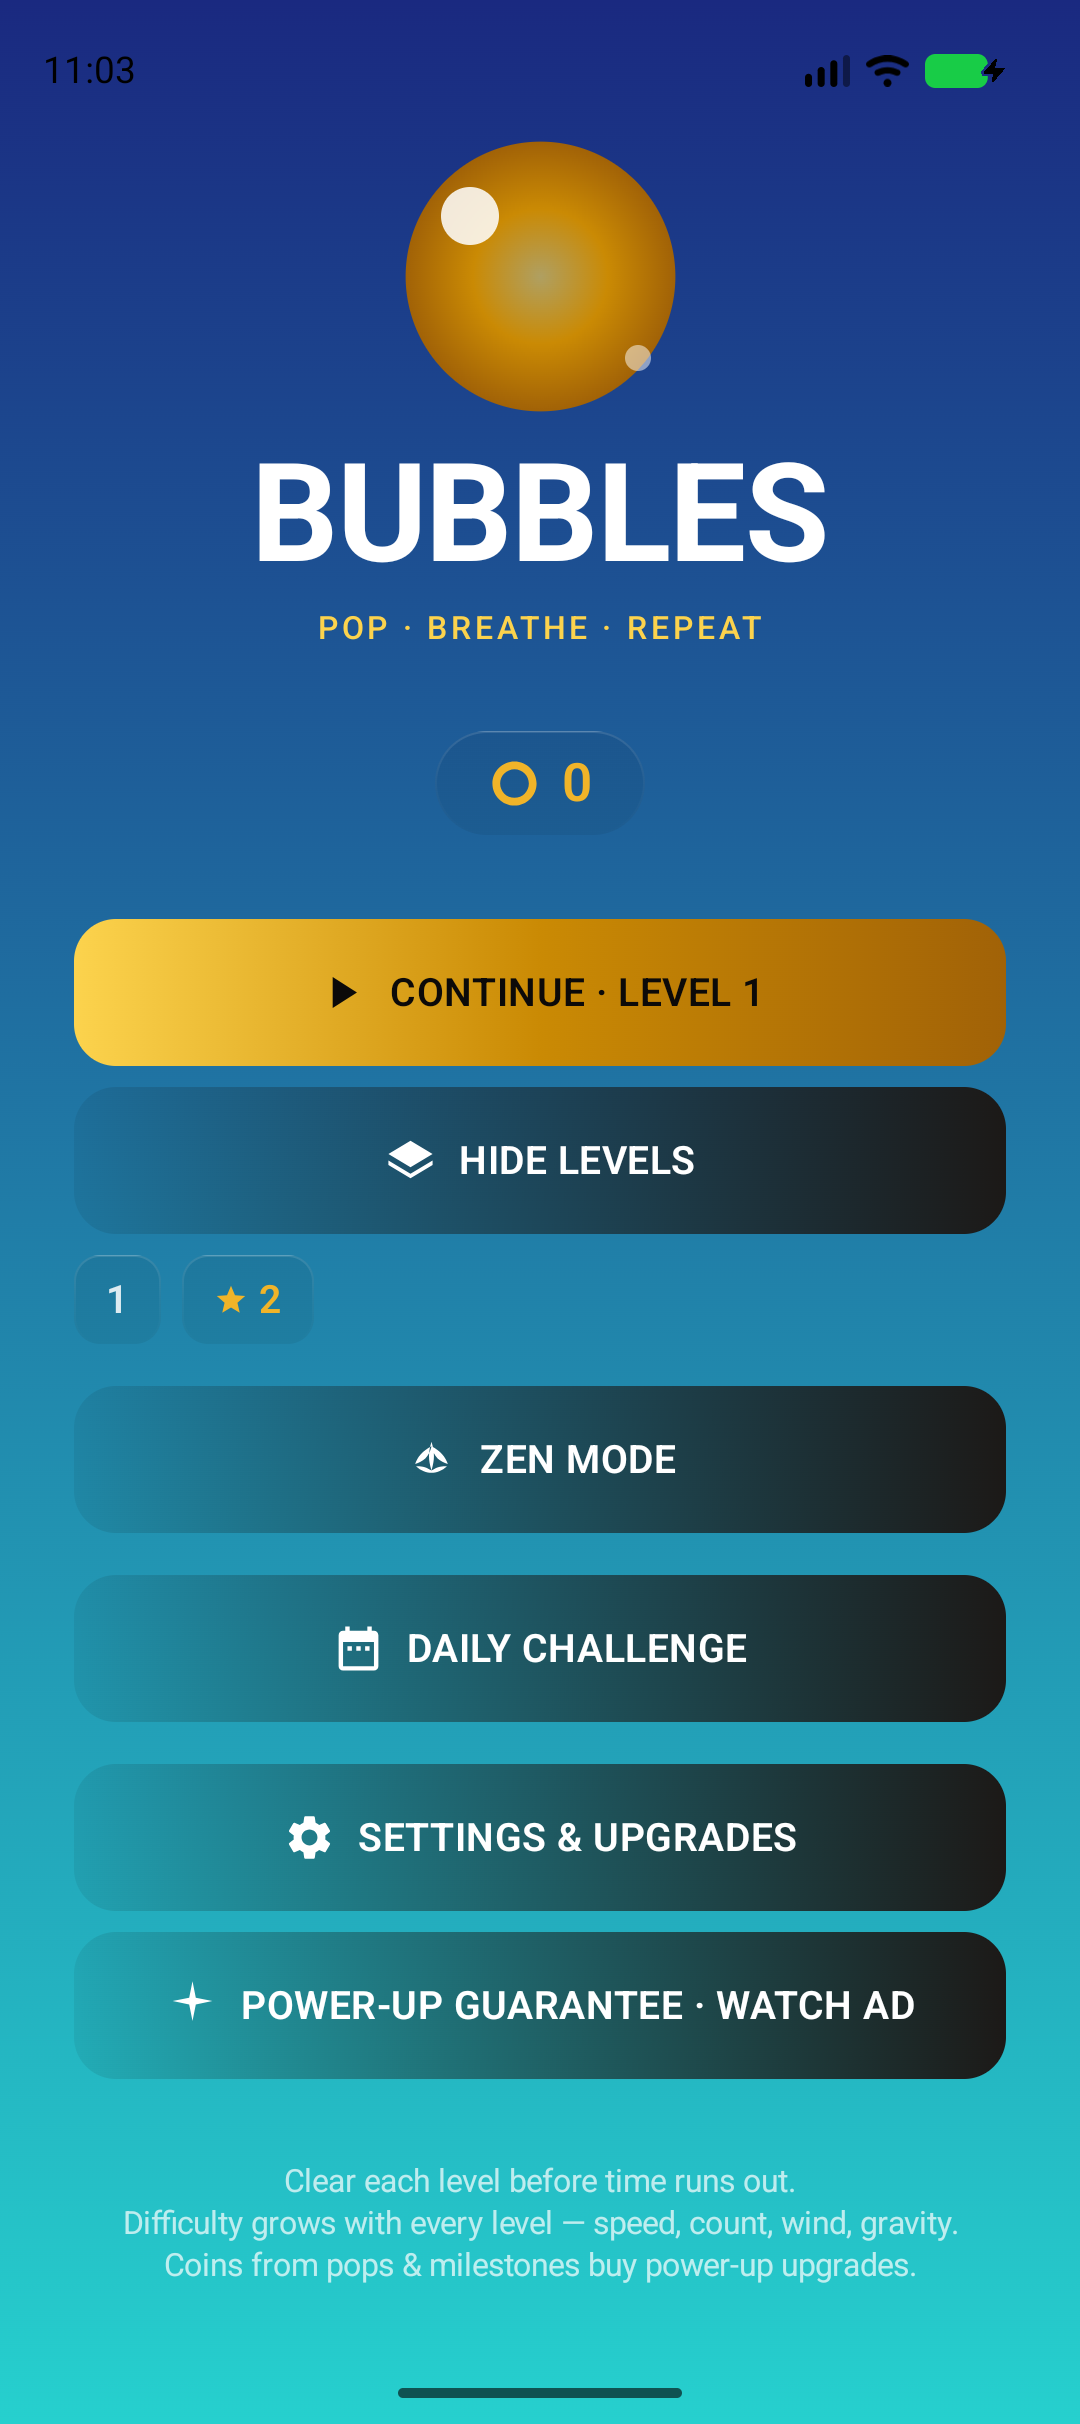 11:03
BUBBLES
POP · BREATHE · REPEAT
0
CONTINUE · LEVEL 1
HIDE LEVELS
1
2
ZEN MODE
DAILY CHALLENGE
SETTINGS & UPGRADES
POWER-UP GUARANTEE · WATCH AD
Clear each level before time runs out.
Difficulty grows with every level — speed, count, wind, gravity.
Coins from pops & milestones buy power-up upgrades.